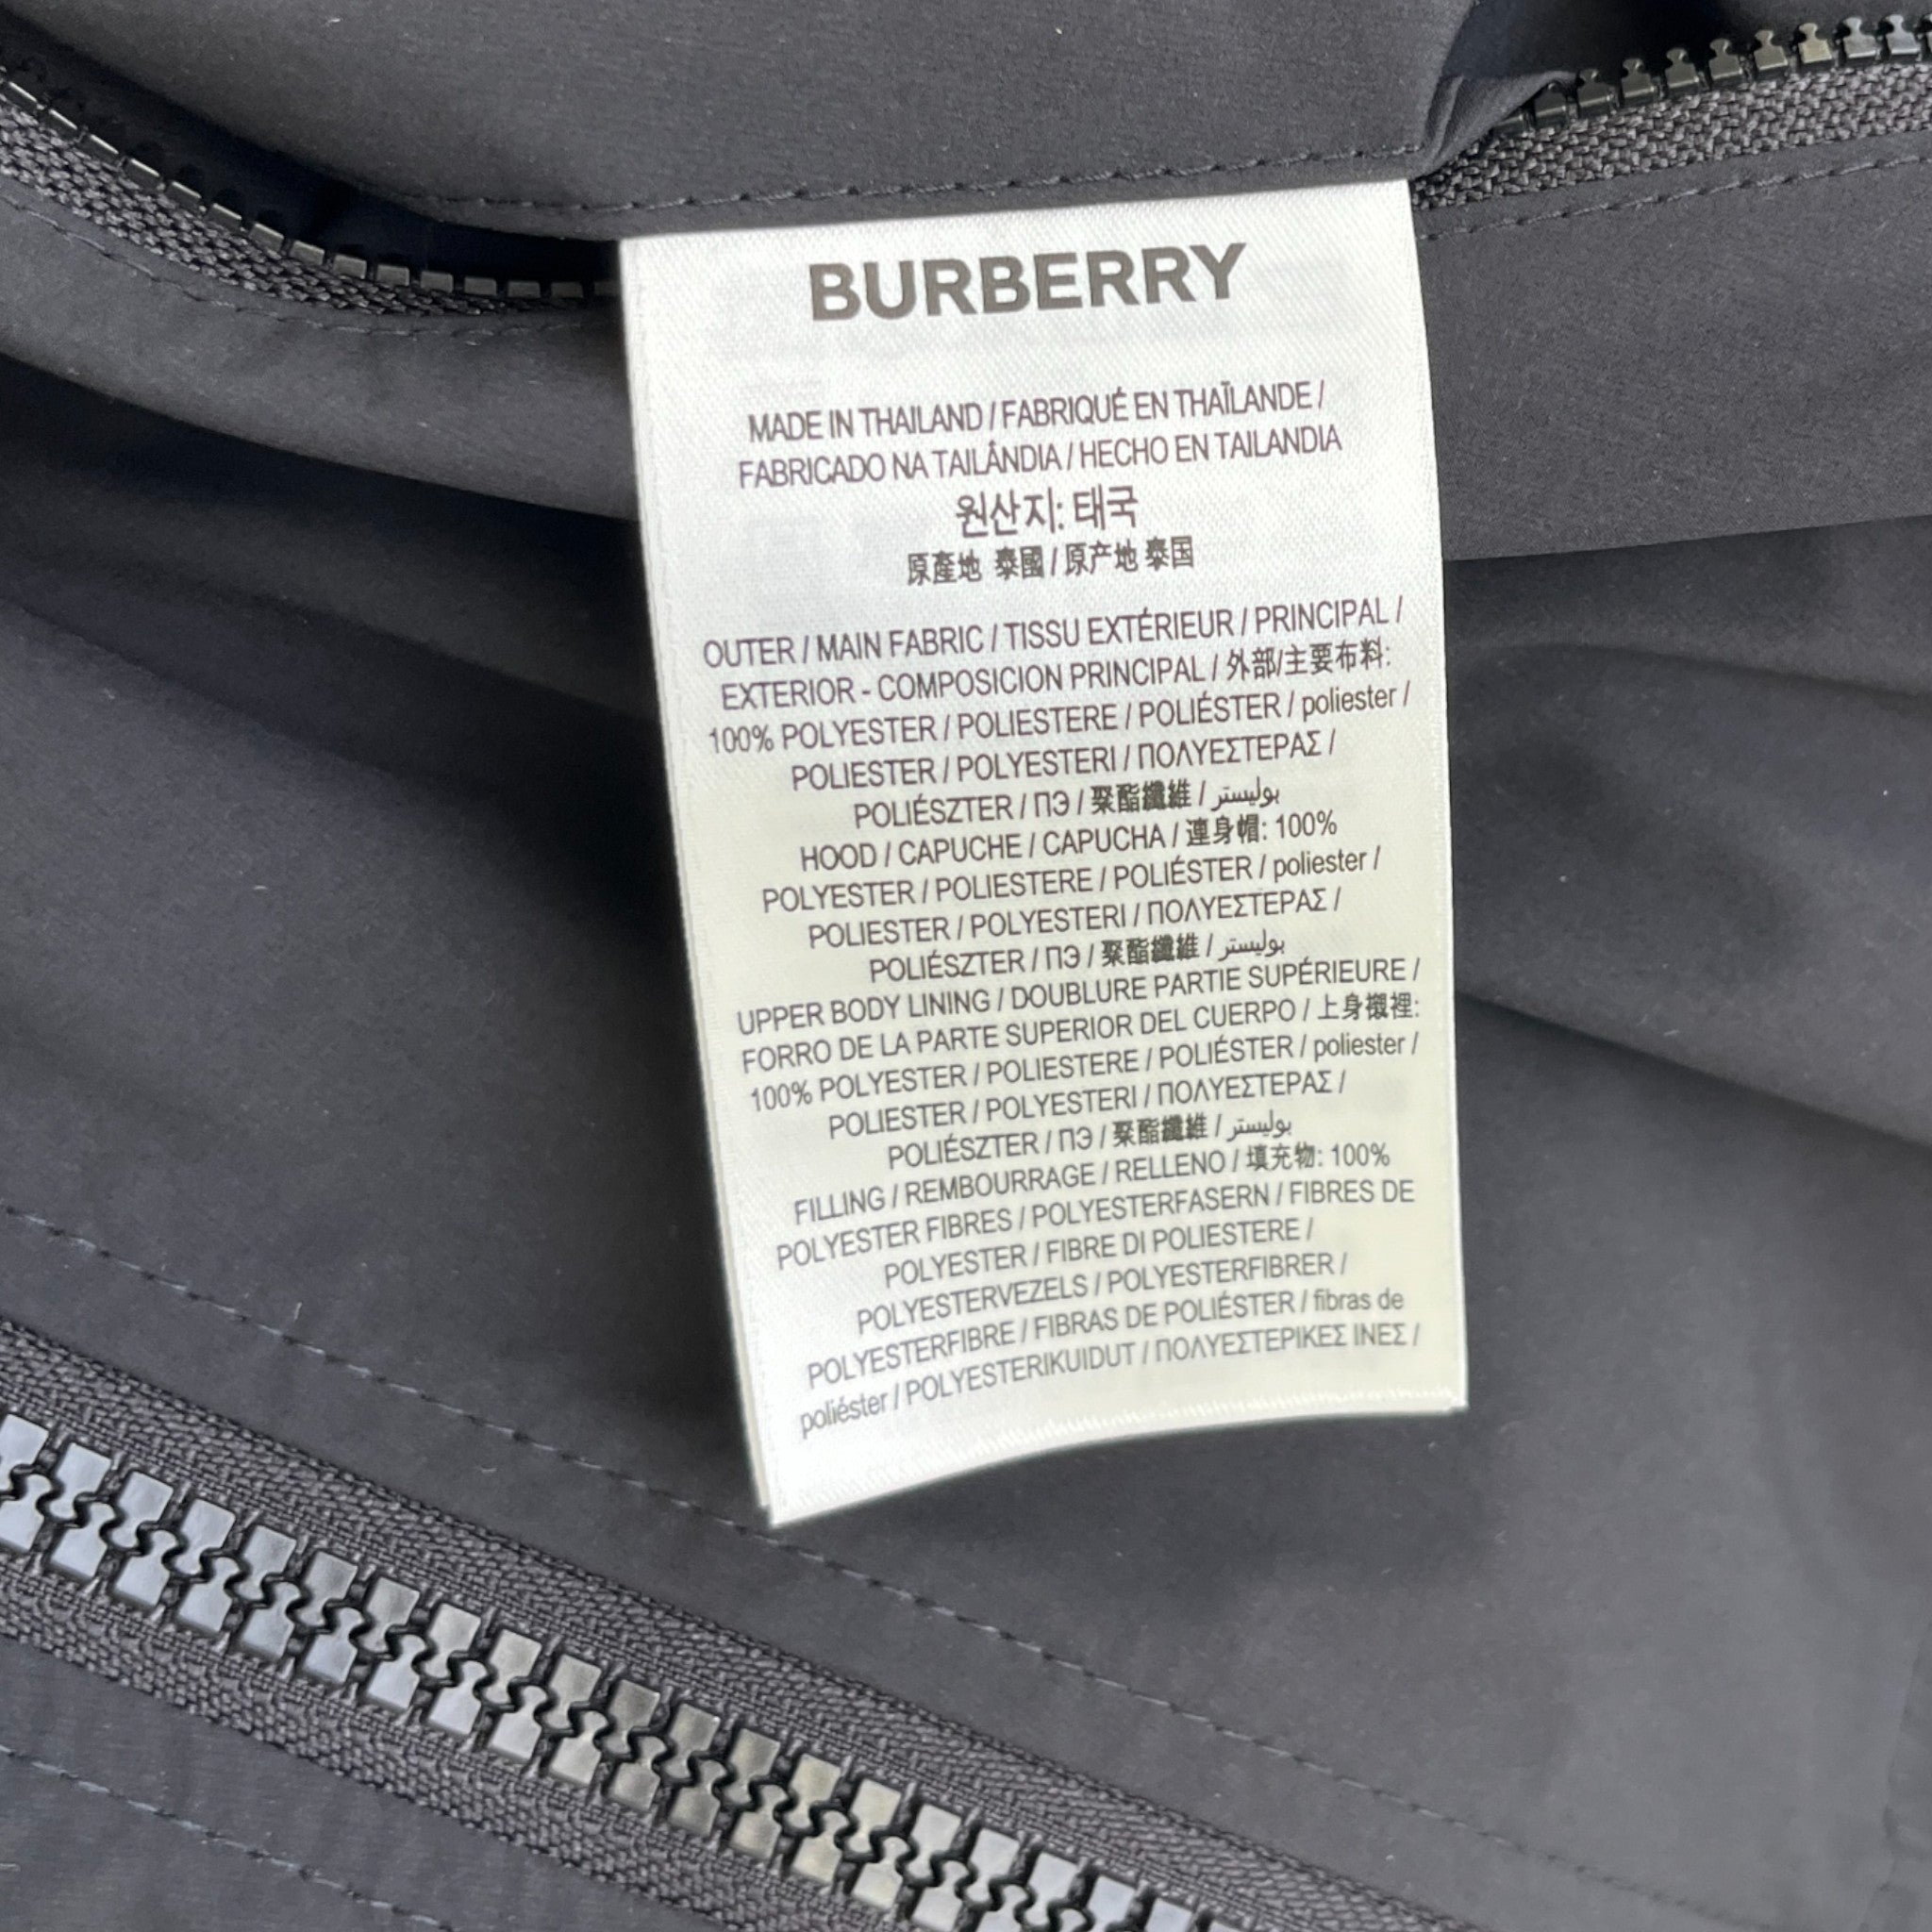 BURBERRY
MADE IN THAILAND / FABRIQUÉ EN THAÏLANDE /
FABRICADO NA TAILÂNDIA / HECHO EN TAILANDIA
원산지: 태국
原產地 泰國 / 原产地 泰国
OUTER / MAIN FABRIC / TISSU EXTÉRIEUR / PRINCIPAL /
EXTERIOR - COMPOSICION PRINCIPAL / 外部/主要布料:
100% POLYESTER / POLIESTERE / POLIÉSTER / poliester /
POLIESTER / POLYESTERI / ΠΟΛΥΕΣΤΕΡΑΣ /
POLIÉSZTER / ПЭ / 聚酯纖維 / بوليستر
HOOD / CAPUCHE / CAPUCHA / 連身帽: 100%
POLYESTER / POLIESTERE / POLIÉSTER / poliester /
POLIESTER / POLYESTERI / ΠΟΛΥΕΣΤΕΡΑΣ /
POLIÉSZTER / ПЭ / 聚酯纖維 / بوليستر
UPPER BODY LINING / DOUBLURE PARTIE SUPÉRIEURE /
FORRO DE LA PARTE SUPERIOR DEL CUERPO / 上身襯裡:
100% POLYESTER / POLIESTERE / POLIÉSTER / poliester /
POLIESTER / POLYESTERI / ΠΟΛΥΕΣΤΕΡΑΣ /
POLIÉSZTER / ПЭ / 聚酯纖維 / بوليستر
FILLING / REMBOURRAGE / RELLENO / 填充物: 100%
POLYESTER FIBRES / POLYESTERFASERN / FIBRES DE
POLYESTER / FIBRE DI POLIESTERE /
POLYESTERVEZELS / POLYESTERFIBRER /
POLYESTERFIBRE / FIBRAS DE POLIÉSTER / fibras de
poliéster / POLYESTERIKUIDUT / ΠΟΛΥΕΣΤΕΡΙΚΕΣ ΙΝΕΣ /